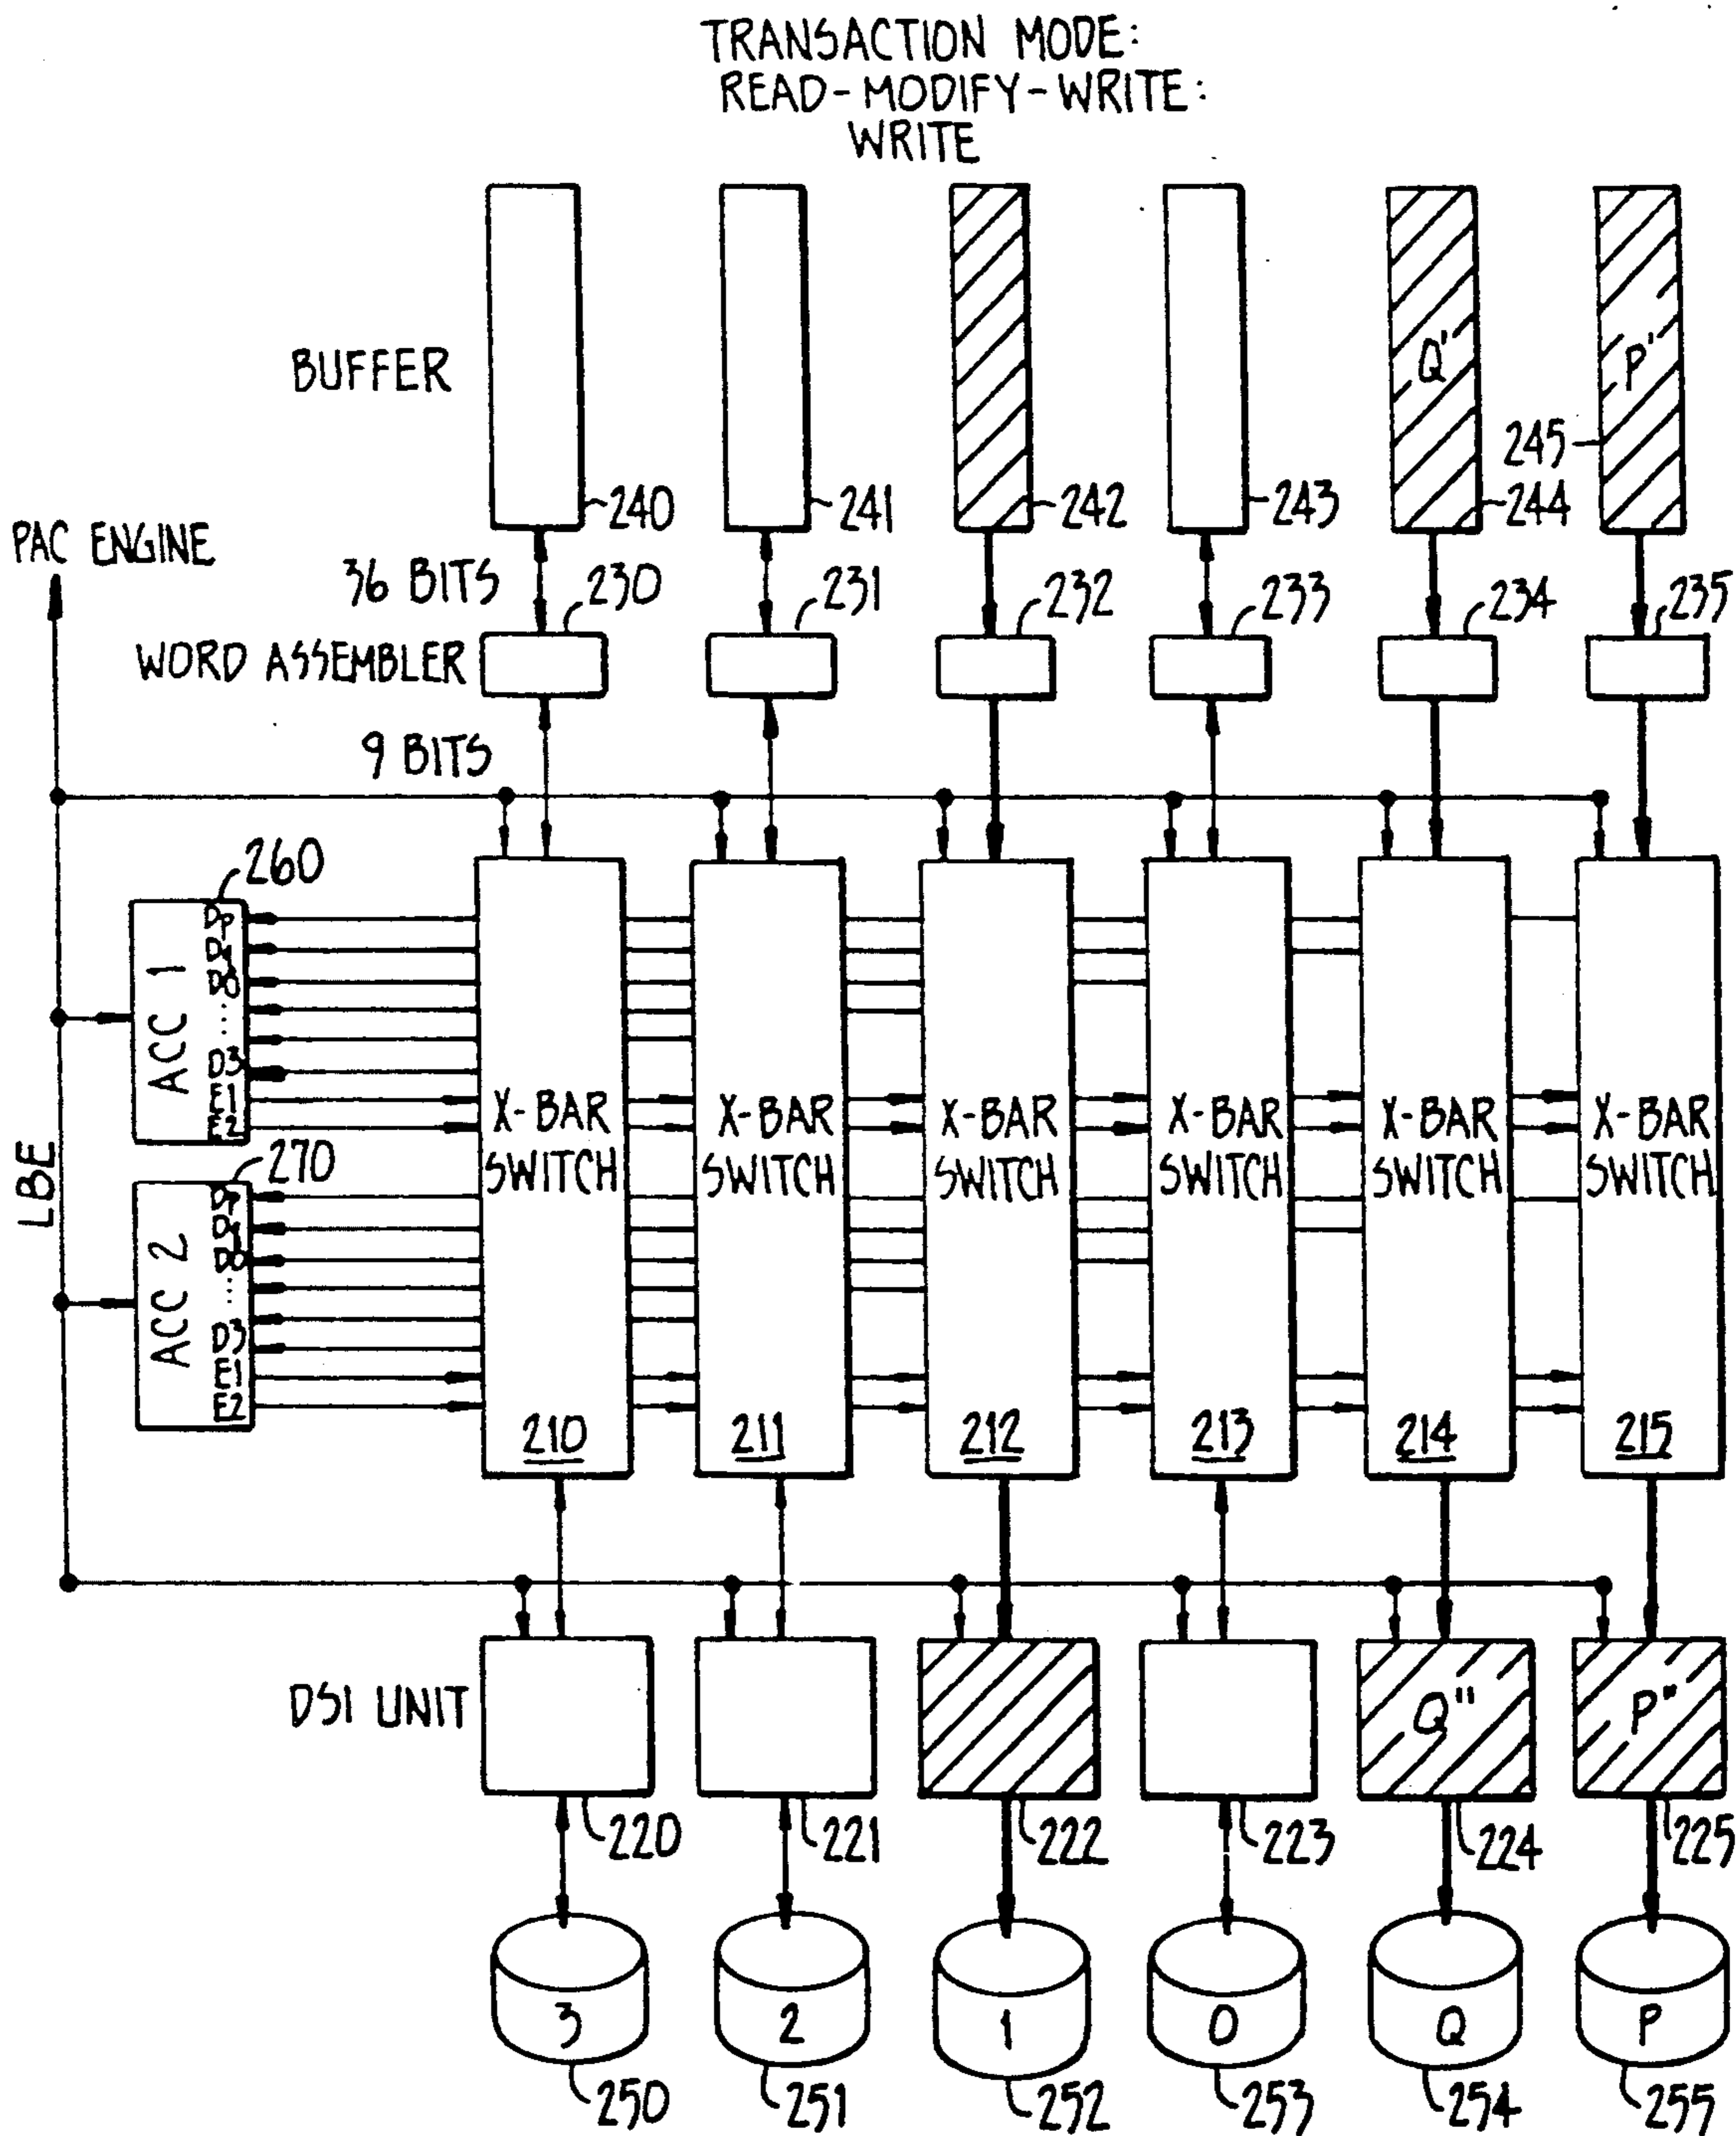 TRANSACTION MODE:
READ-MODIFY-WRITE:
WRITE
BUFFER
Q'
P'
245
240
241
242
243
244
PAC ENGINE
36 BITS
230
231
232
233
234
235
WORD ASSEMBLER
9 BITS
260
ACC 1
Dp
Dq
D0
...
D3
E1
E2
X-BAR SWITCH
X-BAR SWITCH
X-BAR SWITCH
X-BAR SWITCH
X-BAR SWITCH
X-BAR SWITCH
LBE
270
ACC 2
Dp
Dq
D0
...
D3
E1
E2
210
211
212
213
214
215
DSI UNIT
Q"
P"
220
221
222
223
224
225
3
2
1
0
Q
P
250
251
252
253
254
255